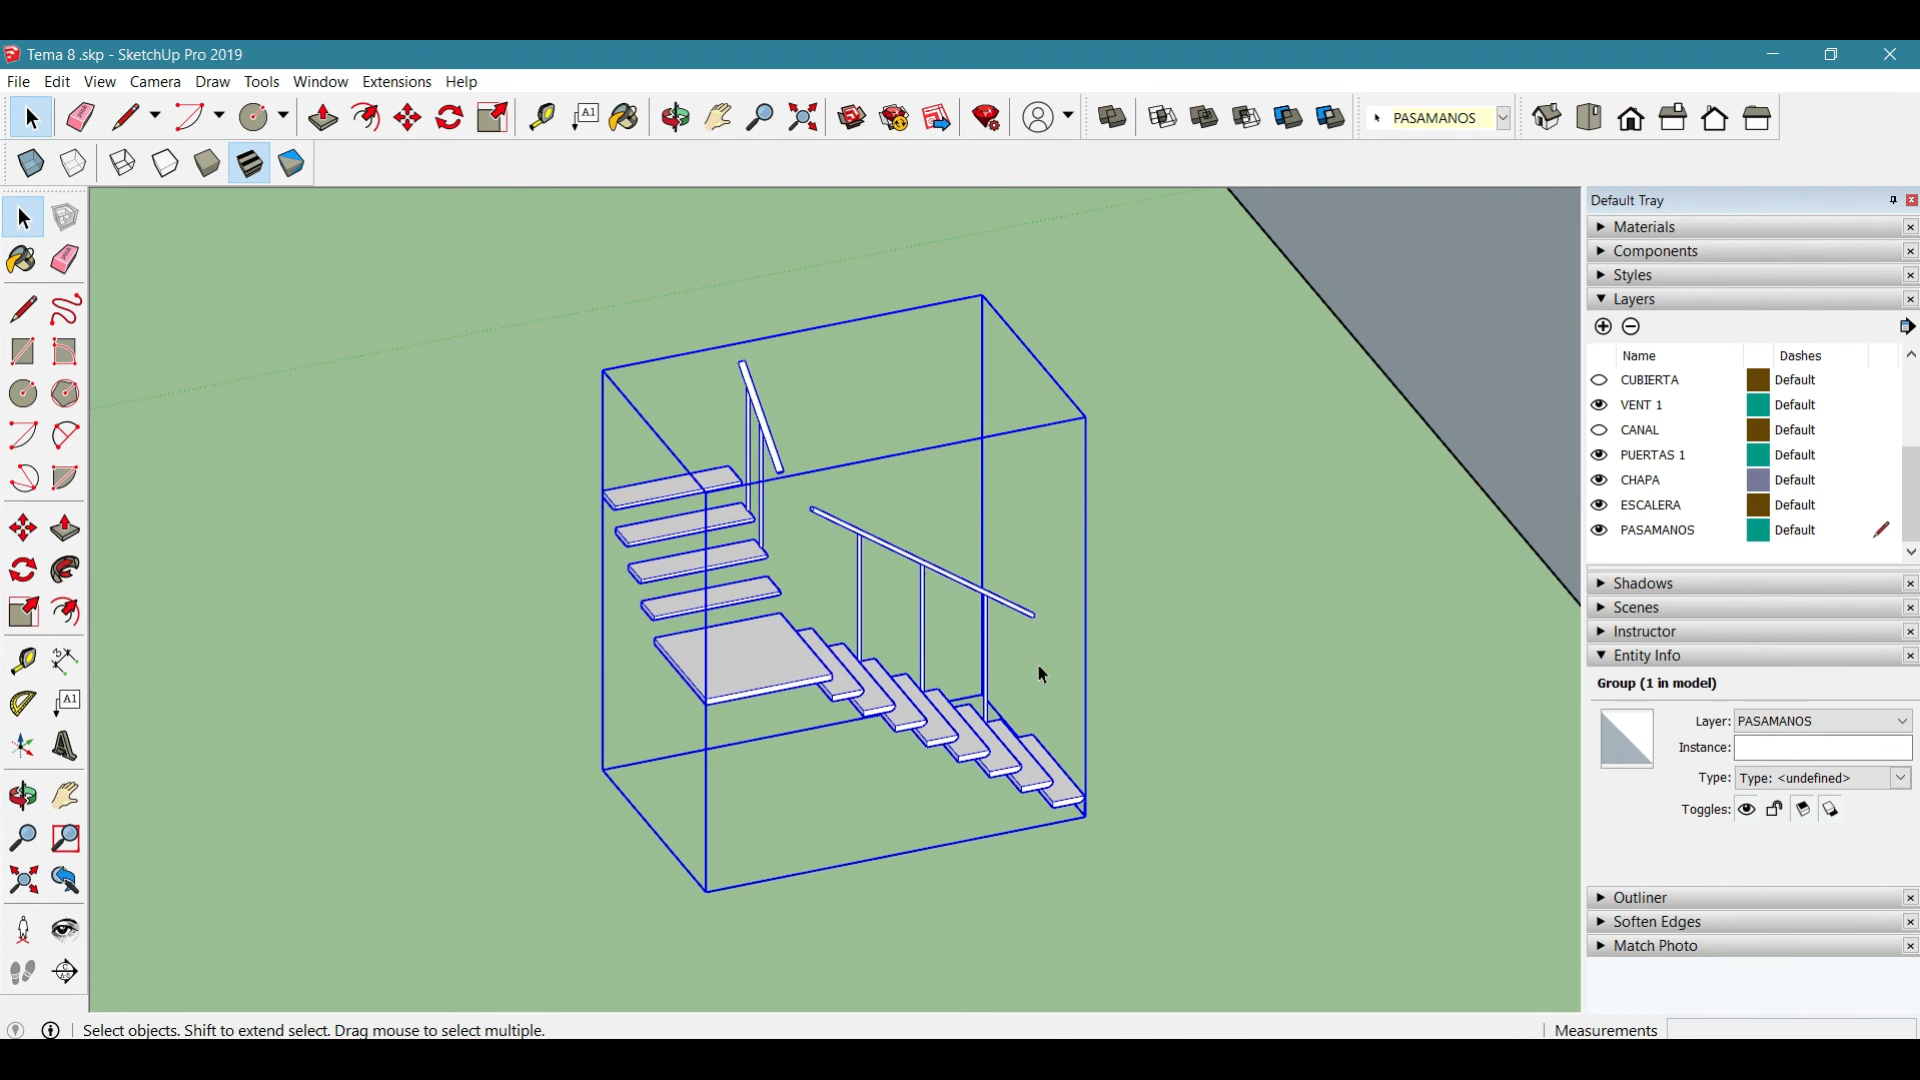 Tema 8 .skp - SketchUp Pro 2019
File Edit View Camera Draw Tools Window Extensions Help
A1
PASAMANOS
Default Tray
Materials
Components
Styles
Layers
Name Dashes
CUBIERTA Default
VENT 1 Default
CANAL Default
PUERTAS 1 Default
CHAPA Default
ESCALERA Default
PASAMANOS Default
Shadows
Scenes
Instructor
Entity Info
Group (1 in model)
Layer: PASAMANOS
Instance:
Type: Type: <undefined>
Toggles:
A1
Outliner
Soften Edges
Match Photo
Select objects. Shift to extend select. Drag mouse to select multiple.
Measurements